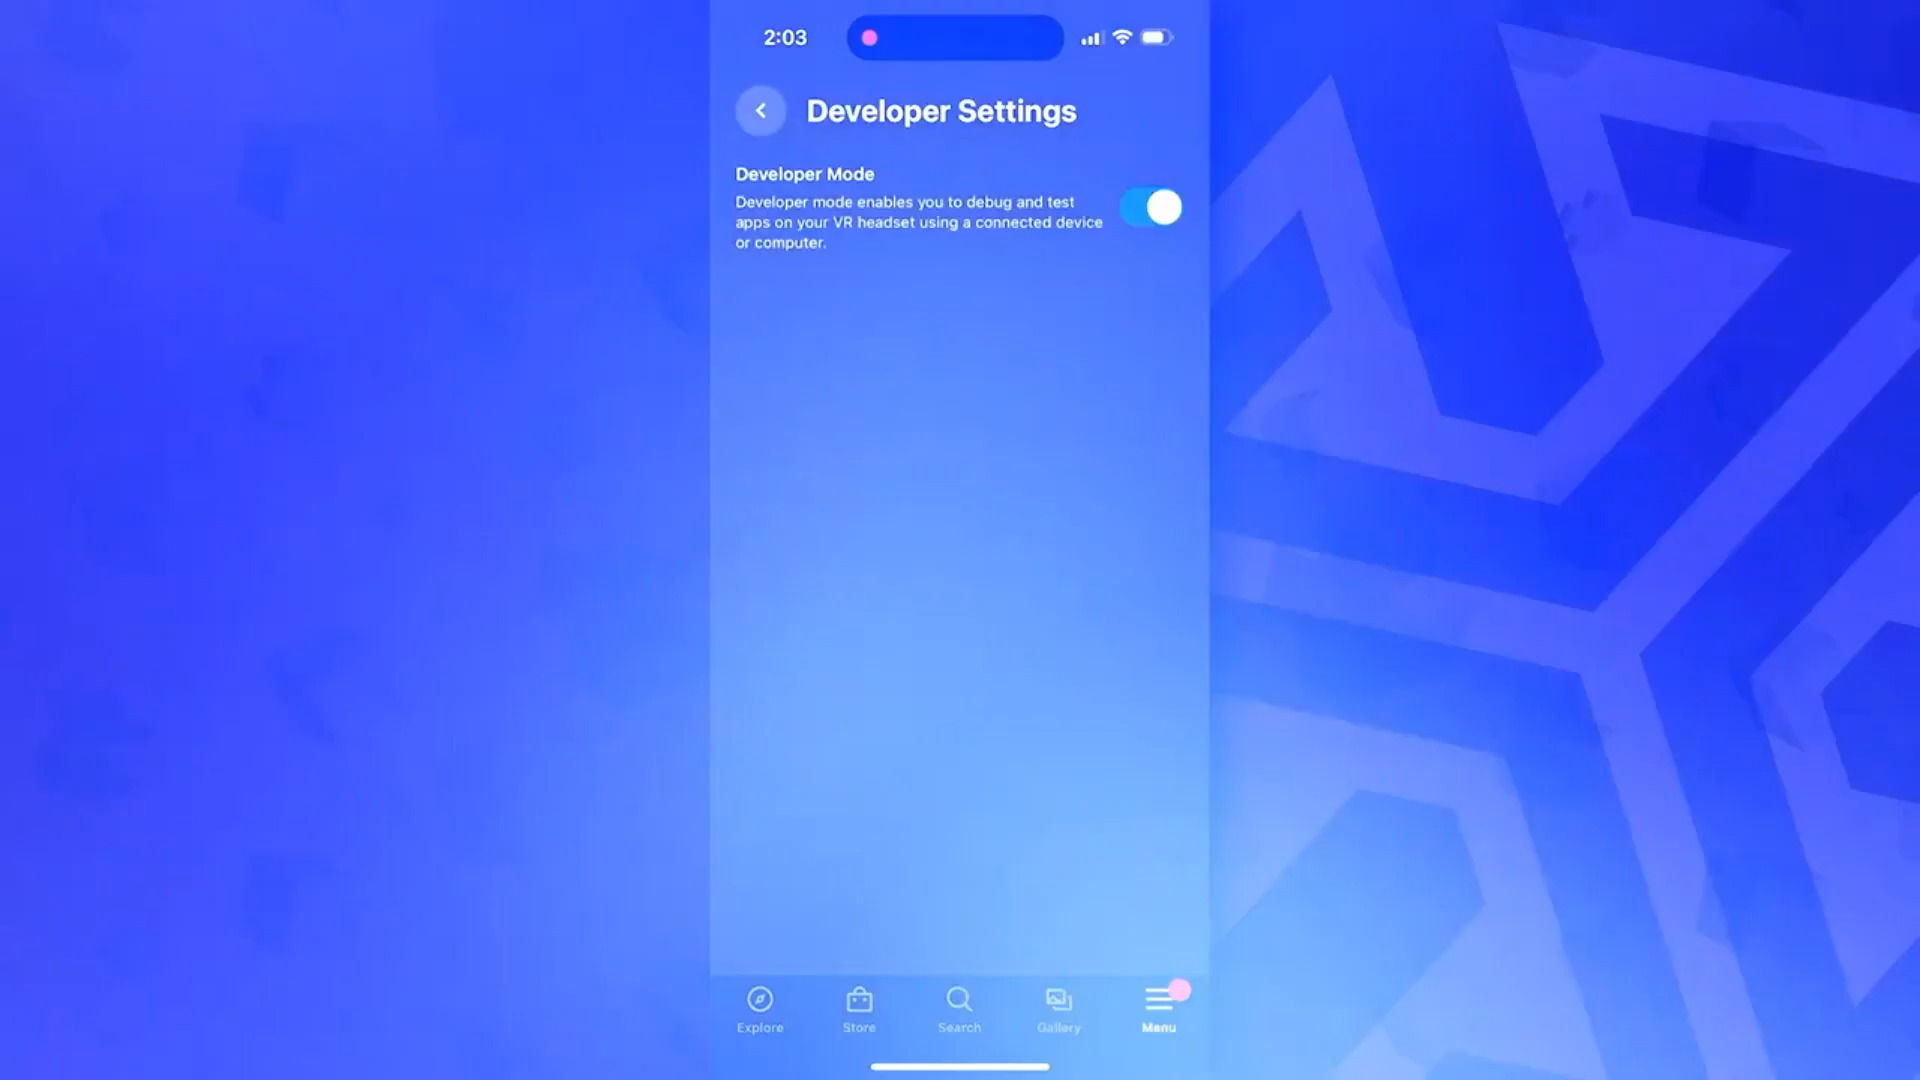 2:03
Developer Settings
Developer Mode
Developer mode enables you to debug and test
apps on your VR headset using a connected device
or computer.
Explore
Store
Search
Gallery
Menu